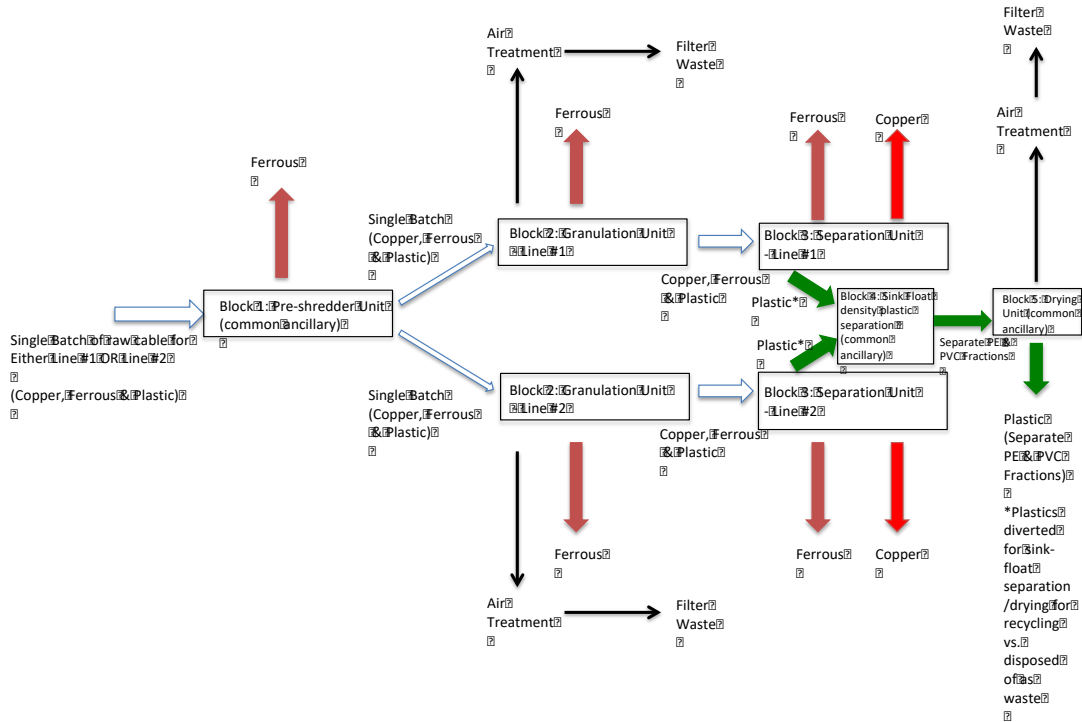 Filter
Waste
Air
Treatment
Filter
Waste
Ferrous
Ferrous
Copper
Air
Treatment
Ferrous
Single Batch
(Copper, Ferrous
& Plastic)
Block 2: Granulation Unit
- Line #1
Block 3: Separation Unit
- Line #1
Copper, Ferrous
& Plastic
Block 1: Pre-shredder Unit
(common ancillary)
Plastic*
Block 4: Sink Float
density plastic
separation
(common
ancillary)
Block 5: Drying
Unit (common
ancillary)
Separate PE &
PVC Fractions
Single Batch of raw cable for
Either Line #1 OR Line #2
(Copper, Ferrous & Plastic)
Plastic*
Single Batch
(Copper, Ferrous
& Plastic)
Block 2: Granulation Unit
- Line #2
Block 3: Separation Unit
- Line #2
Copper, Ferrous
& Plastic
Plastic
(Separate
PE & PVC
Fractions)
*Plastics
diverted
for sink-
float
separation
/drying for
recycling
vs.
disposed
of as
waste
Ferrous
Ferrous
Copper
Air
Treatment
Filter
Waste